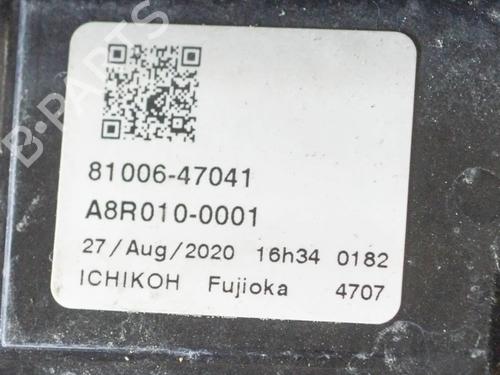 B-PARTS
81006-47041
A8R010-0001
27/Aug/2020 16h34 0182
ICHIKOH Fujioka 4707